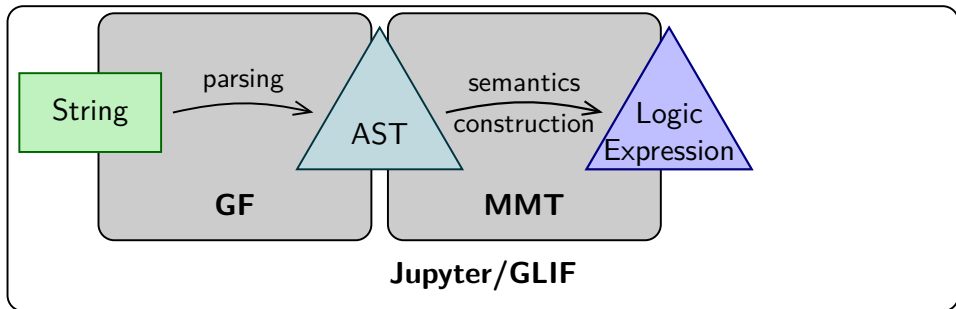 parsing
String
AST
semantics
construction
Logic
Expression
GF
MMT
Jupyter/GLIF